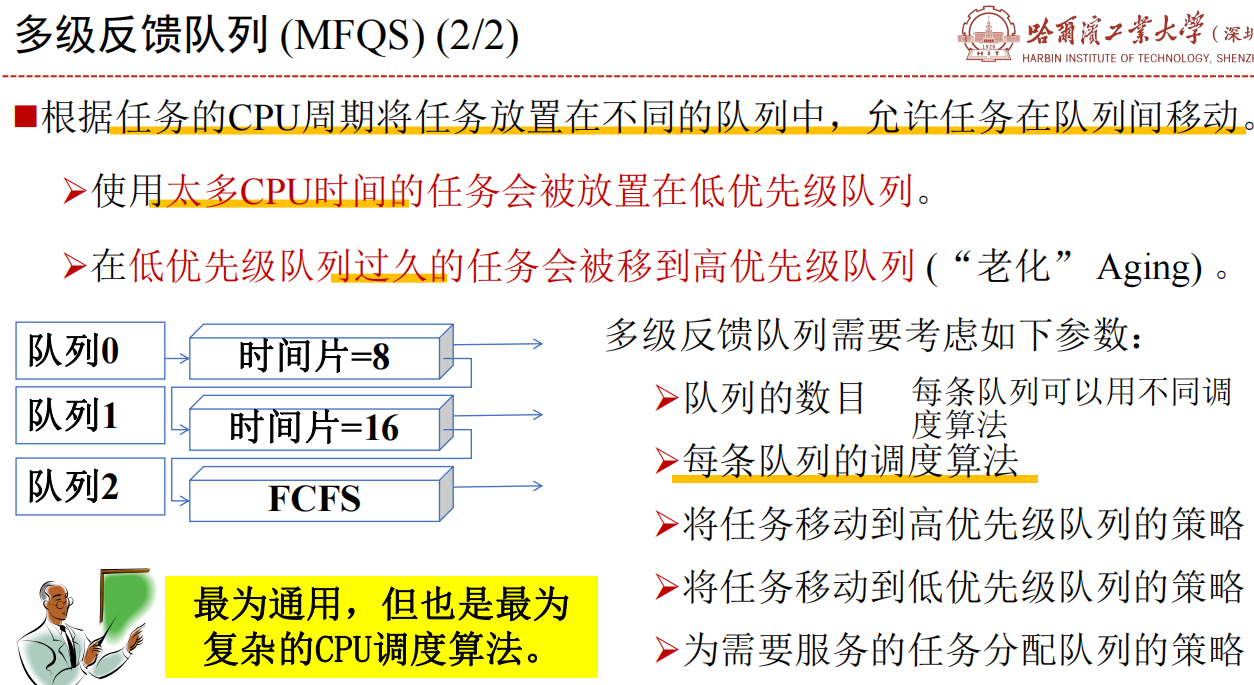 多级反馈队列 (MFQS) (2/2)
哈尔滨工业大学（深圳
HARBIN INSTITUTE OF TECHNOLOGY, SHENZH
1920
HIT
根据任务的CPU周期将任务放置在不同的队列中，允许任务在队列间移动。
使用太多CPU时间的任务会被放置在低优先级队列。
在低优先级队列过久的任务会被移到高优先级队列 (“老化” Aging) 。
队列0
时间片=8
队列1
时间片=16
队列2
FCFS
最为通用，但也是最为
复杂的CPU调度算法。
多级反馈队列需要考虑如下参数：
队列的数目
每条队列可以用不同调
度算法
每条队列的调度算法
将任务移动到高优先级队列的策略
将任务移动到低优先级队列的策略
为需要服务的任务分配队列的策略